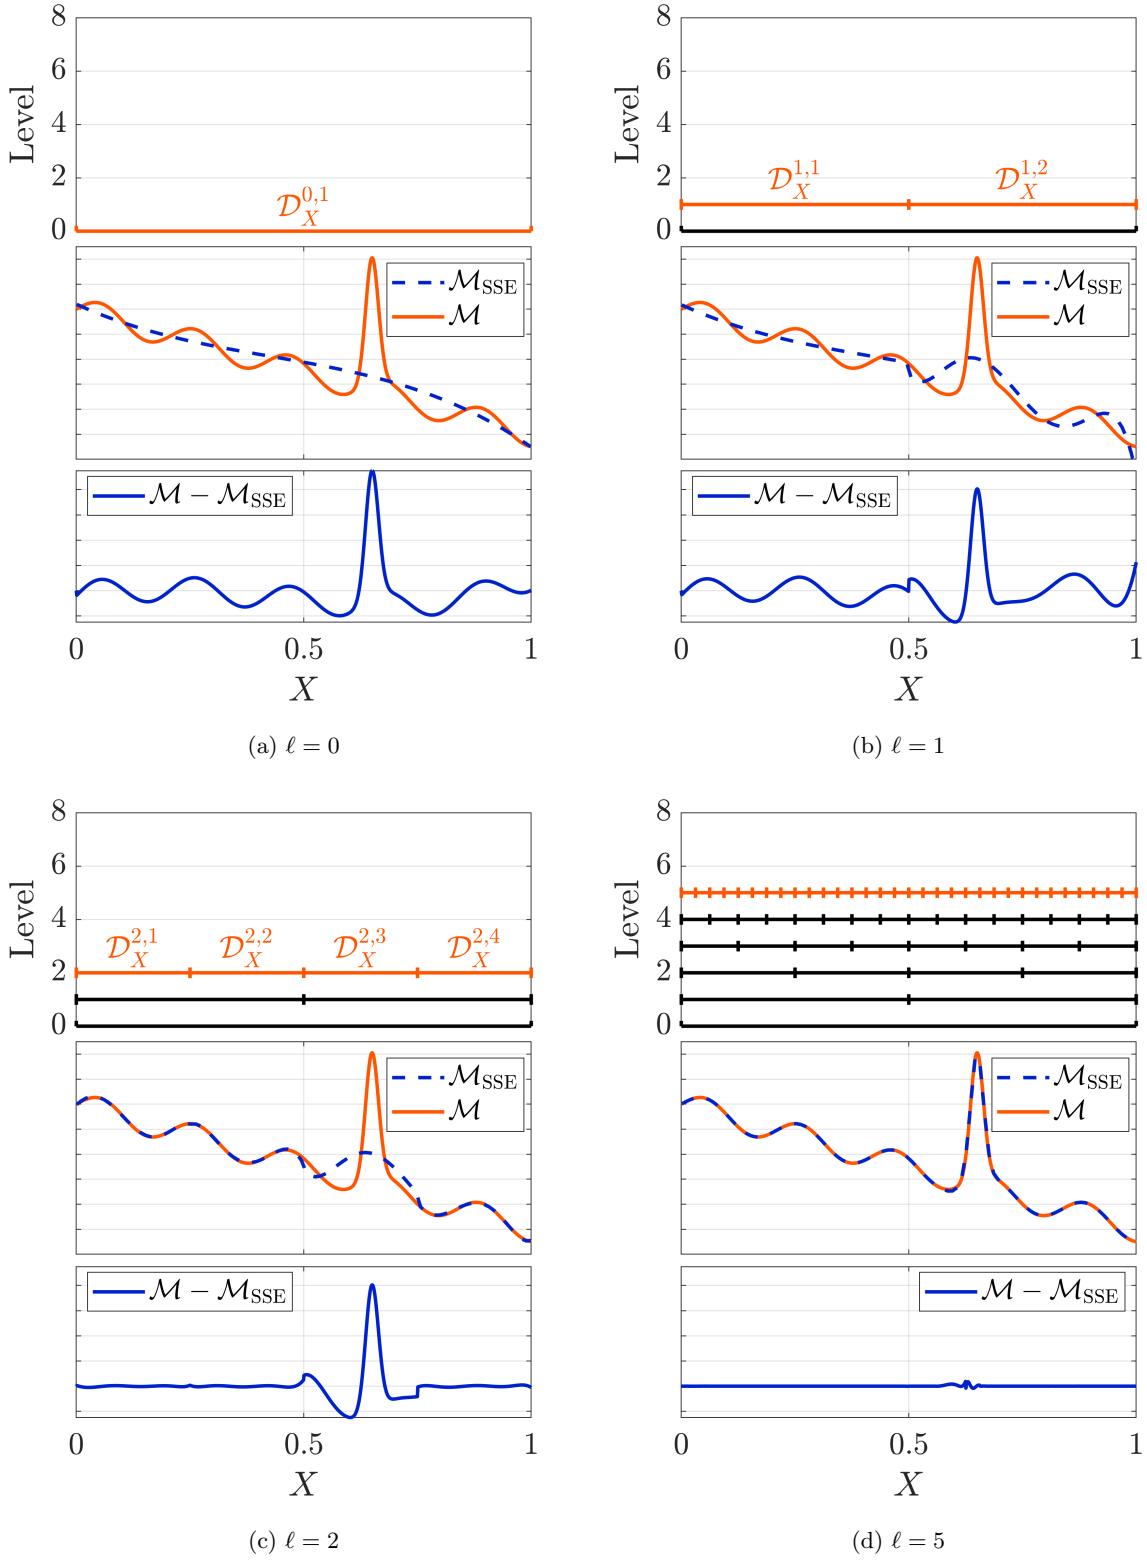 8
6
4
2
0
Level
𝒟_X^{0,1}
ℳ_SSE
ℳ
ℳ − ℳ_SSE
0 0.5 1
X
(a) ℓ = 0
8
6
4
2
0
Level
𝒟_X^{1,1} 𝒟_X^{1,2}
ℳ_SSE
ℳ
ℳ − ℳ_SSE
0 0.5 1
X
(b) ℓ = 1
8
6
4
2
0
Level
𝒟_X^{2,1} 𝒟_X^{2,2} 𝒟_X^{2,3} 𝒟_X^{2,4}
ℳ_SSE
ℳ
ℳ − ℳ_SSE
0 0.5 1
X
(c) ℓ = 2
8
6
4
2
0
Level
ℳ_SSE
ℳ
ℳ − ℳ_SSE
0 0.5 1
X
(d) ℓ = 5